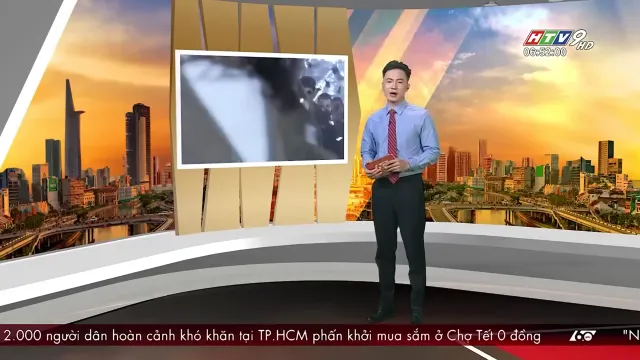 HTV9 HD
06:52:00
2.000 người dân hoàn cảnh khó khăn tại TP.HCM phấn khởi mua sắm ở Chợ Tết 0 đồng
"N